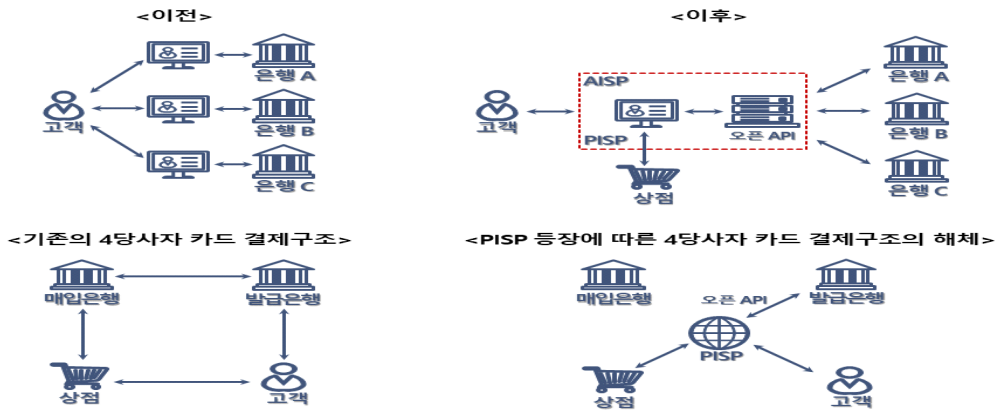 <이전>
은행 A
고객
은행 B
은행 C
<이후>
AISP
은행 A
고객
PISP
오픈 API
은행 B
상점
은행 C
<기존의 4당사자 카드 결제구조>
매입은행
발급은행
상점
고객
<PISP 등장에 따른 4당사자 카드 결제구조의 해체>
매입은행
오픈 API
발급은행
PISP
상점
고객